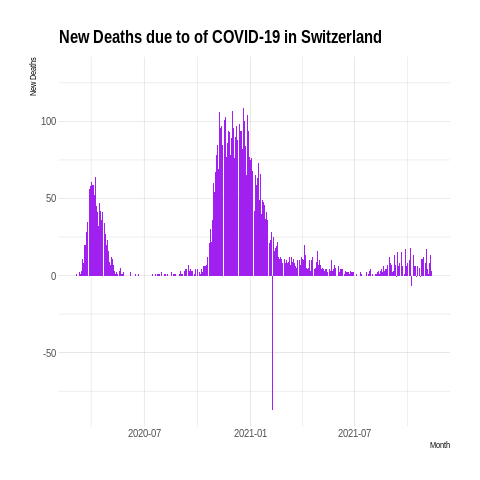 New Deaths due to of COVID-19 in Switzerland
New Deaths
100
50
0
-50
2020-07
2021-01
2021-07
Month